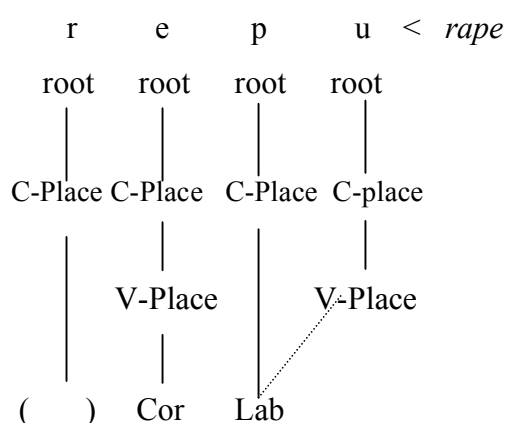 r e p u < rape
root root root root
C-Place C-Place C-Place C-place
V-Place V-Place
( ) Cor Lab